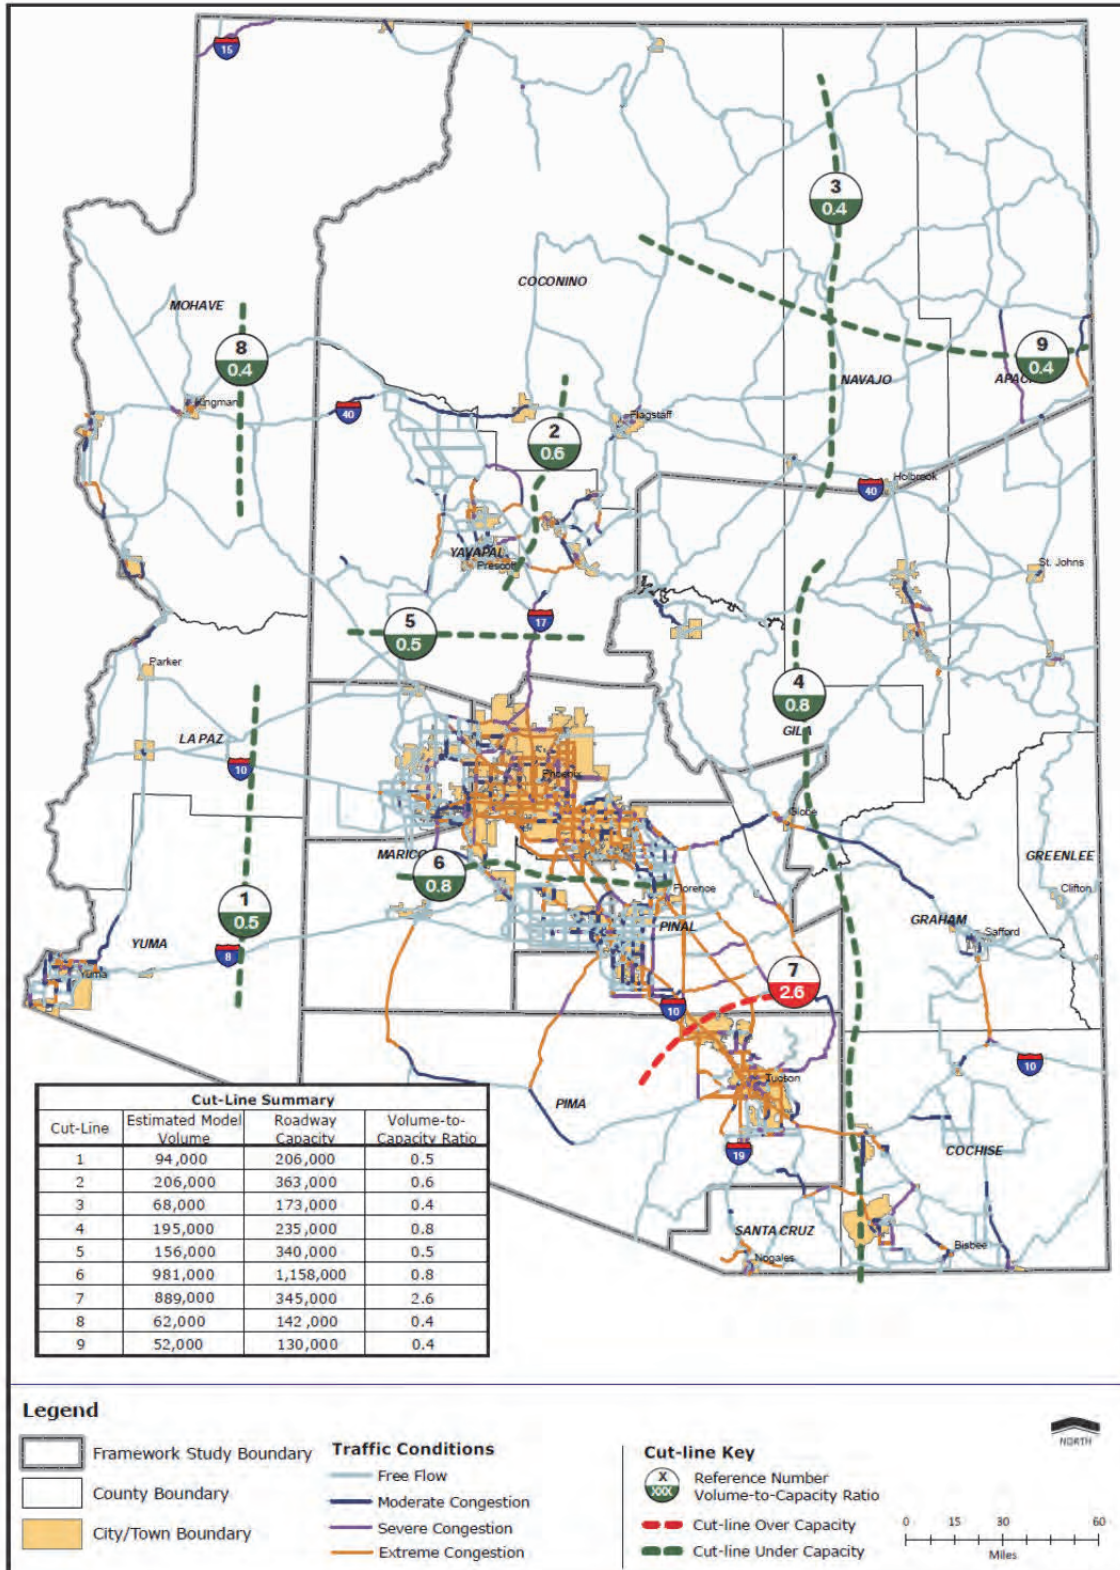 15
3
0.4
COCONINO
MOHAVE
8
0.4
9
0.4
NAVAJO
Kingman
40
Flagstaff
2
0.6
Holbrook
40
YAVAPAI
Prescott
St. Johns
5
0.5
17
Parker
4
0.8
GILA
LA PAZ
10
Phoenix
Globe
GREENLEE
6
0.8
Florence
Clifton
1
0.5
GRAHAM
PINAL
Safford
YUMA
8
7
2.6
Yuma
10
10
Tucson
PIMA
COCHISE
19
SANTA CRUZ
Nogales
Bisbee
Cut-Line Summary
Cut-Line Estimated Model Volume Roadway Capacity Volume-to-Capacity Ratio
1 94,000 206,000 0.5
2 206,000 363,000 0.6
3 68,000 173,000 0.4
4 195,000 235,000 0.8
5 156,000 340,000 0.5
6 981,000 1,158,000 0.8
7 889,000 345,000 2.6
8 62,000 142,000 0.4
9 52,000 130,000 0.4
Legend
Framework Study Boundary
County Boundary
City/Town Boundary
Traffic Conditions
Free Flow
Moderate Congestion
Severe Congestion
Extreme Congestion
Cut-line Key
X
XXX
Reference Number
Volume-to-Capacity Ratio
Cut-line Over Capacity
Cut-line Under Capacity
NORTH
0 15 30 45 60
Miles